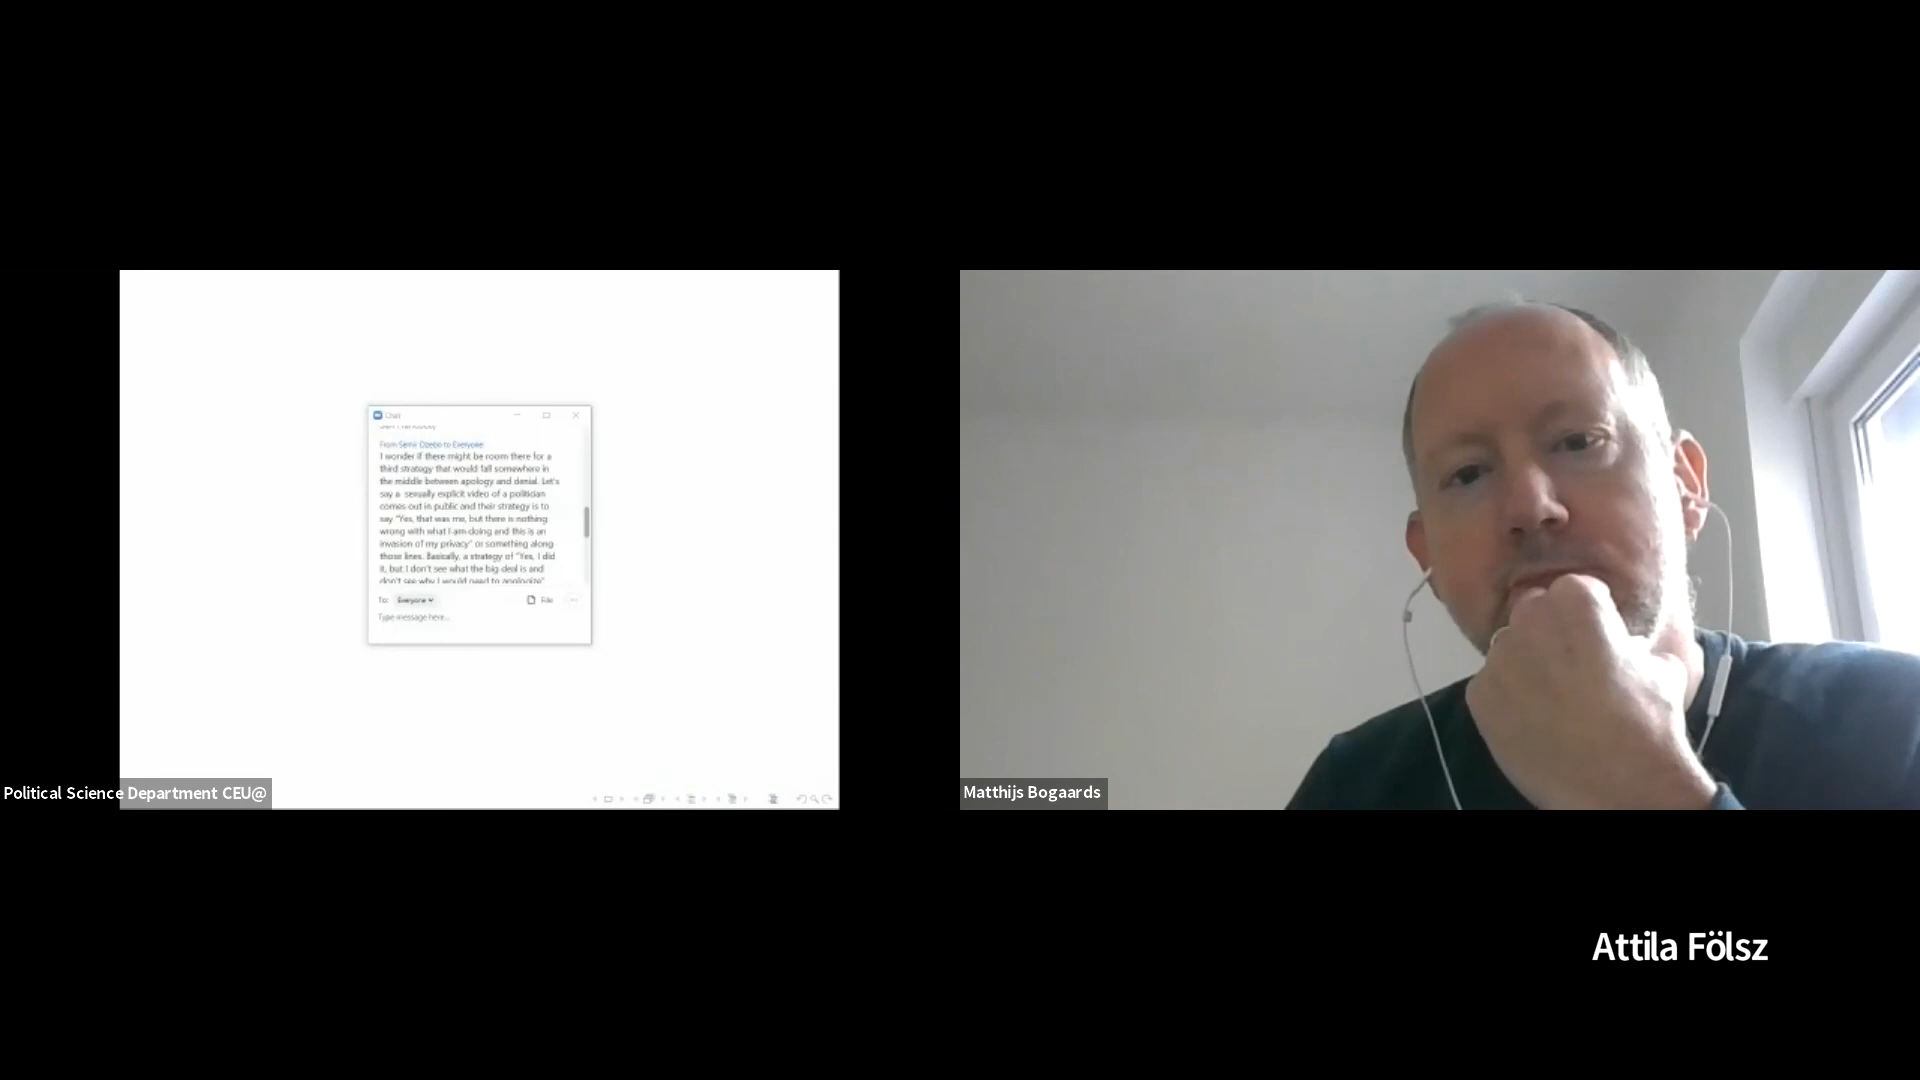 Chat
From Semir Dzebo to Everyone
I wonder if there might be room there for a
third strategy that would fall somewhere in
the middle between apology and denial. Let's
say a sexually explicit video of a politician
comes out in public and their strategy is to
say "Yes, that was me, but there is nothing
wrong with what I am doing and this is an
invasion of my privacy" or something along
those lines. Basically, a strategy of "Yes, I did
it, but I don't see what the big deal is and
don't see why I would need to apologize"
To: Everyone
File
Type message here...
Political Science Department CEU@
Matthijs Bogaards
Attila Fölsz